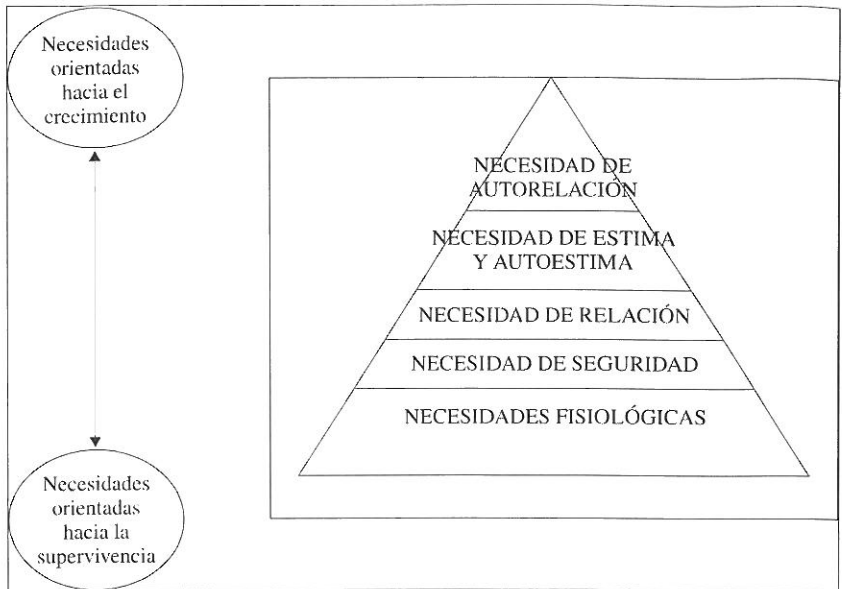 Necesidades
orientadas
hacia el
crecimiento
NECESIDAD DE
AUTORELACIÓN
NECESIDAD DE ESTIMA
Y AUTOESTIMA
NECESIDAD DE RELACIÓN
NECESIDAD DE SEGURIDAD
NECESIDADES FISIOLÓGICAS
Necesidades
orientadas
hacia la
supervivencia